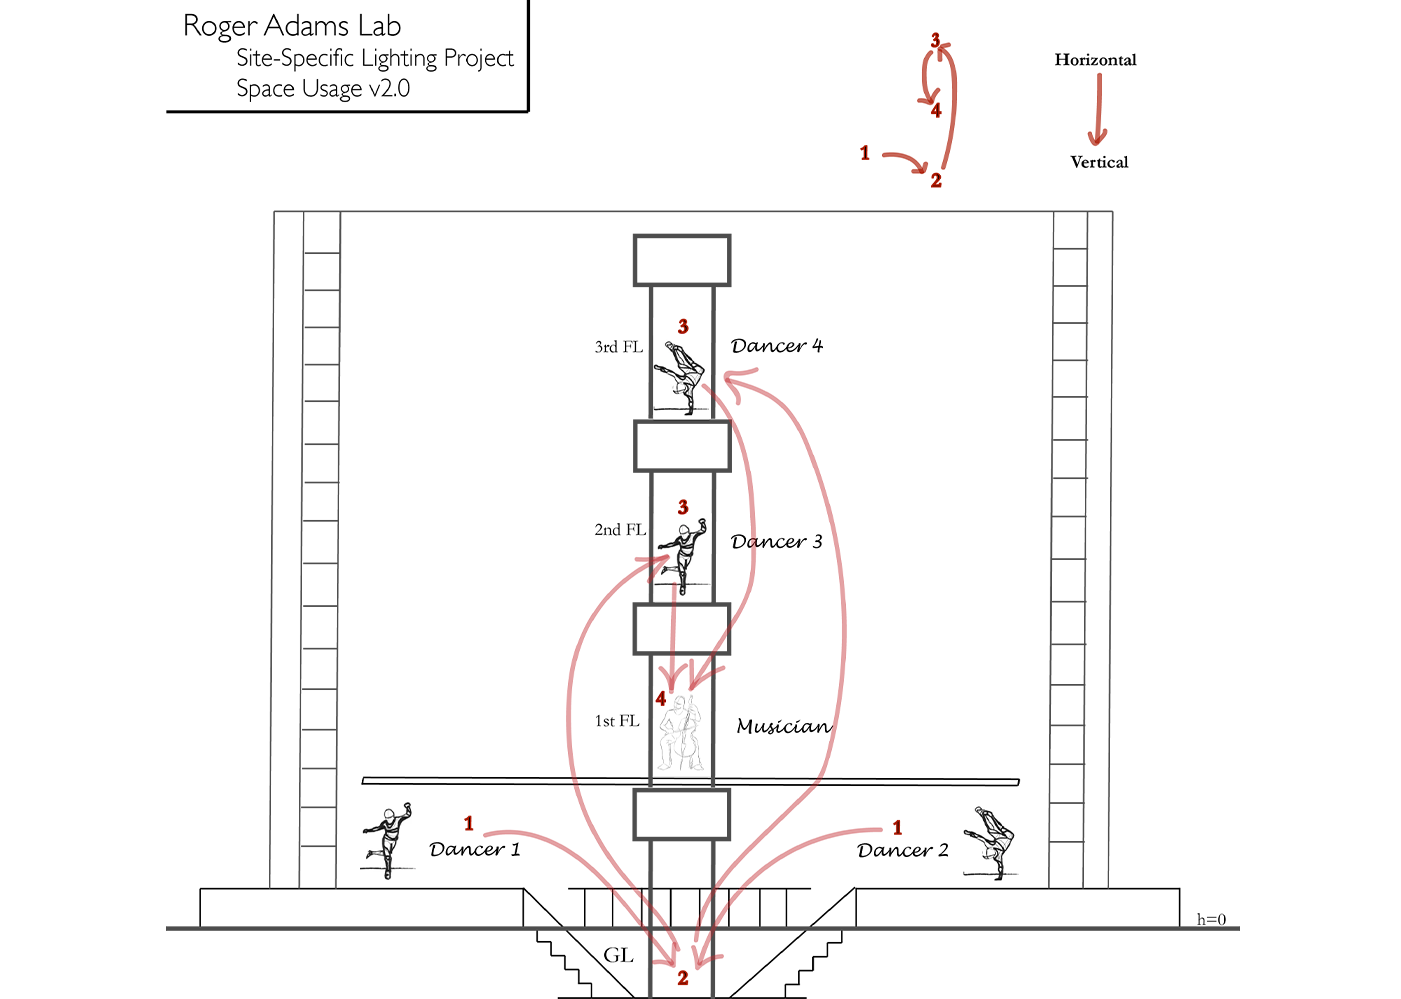 Roger Adams Lab
Site-Specific Lighting Project
Space Usage v2.0
3
4
1
2
Horizontal
Vertical
3
3rd FL
Dancer 4
3
2nd FL
Dancer 3
4
1st FL
Musician
1
Dancer 1
1
Dancer 2
h=0
GL
2